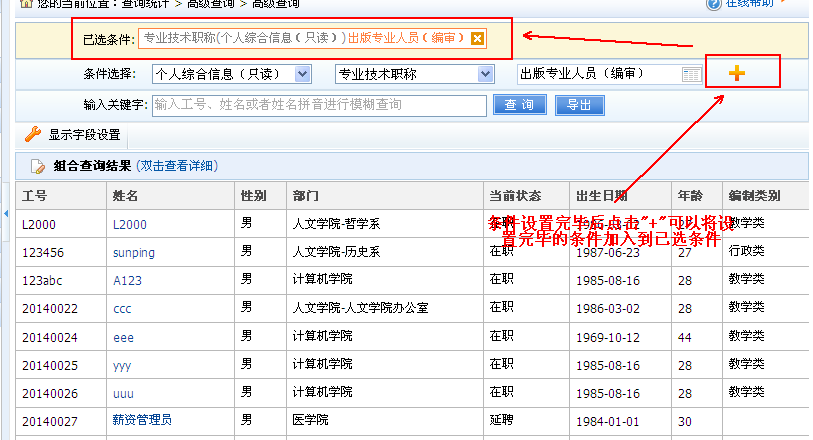 您的当前位置：查询统计 > 高级查询 > 高级查询
在线帮助
已选条件: 专业技术职称(个人综合信息（只读）)出版专业人员（编审）
条件选择: 个人综合信息（只读） 专业技术职称 出版专业人员（编审）
输入关键字: 输入工号、姓名或者姓名拼音进行模糊查询 查 询 导出
显示字段设置
组合查询结果 (双击查看详细)
工号 姓名 性别 部门 当前状态 出生日期 年龄 编制类别
L2000 L2000 男 人文学院-哲学系 教学类
条件设置完毕后点击"+"可以将设
置完毕的条件加入到已选条件
123456 sunping 男 人文学院-历史系 在职 1987-06-23 27 行政类
123abc A123 男 计算机学院 在职 1985-08-16 28 教学类
20140022 ccc 男 人文学院-人文学院办公室 在职 1986-03-02 28 教学类
20140024 eee 男 计算机学院 在职 1969-10-12 44 教学类
20140025 yyy 男 计算机学院 在职 1985-08-16 28 教学类
20140026 uuu 男 计算机学院 在职 1985-08-16 28 教学类
20140027 薪资管理员 男 医学院 延聘 1984-01-01 30